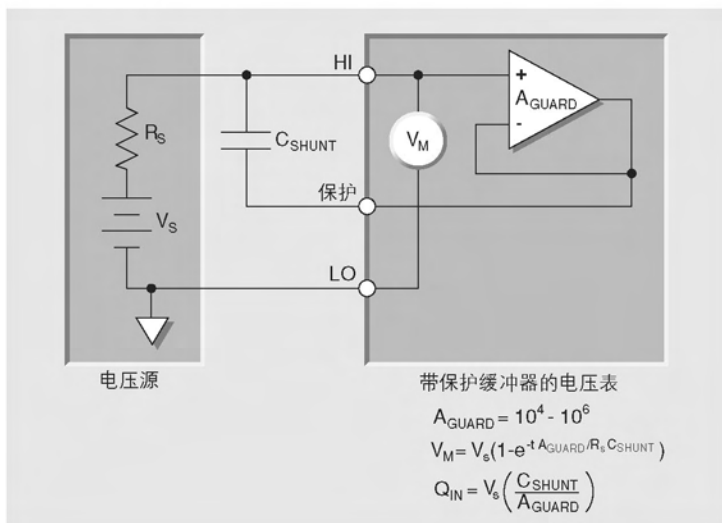 HI
+
A_GUARD
-
R_S
C_SHUNT
V_M
保护
V_S
LO
电压源
带保护缓冲器的电压表
A_GUARD = 10^4 - 10^6
V_M = V_s(1-e^-t A_GUARD/R_s C_SHUNT)
Q_IN = V_s(C_SHUNT/A_GUARD)